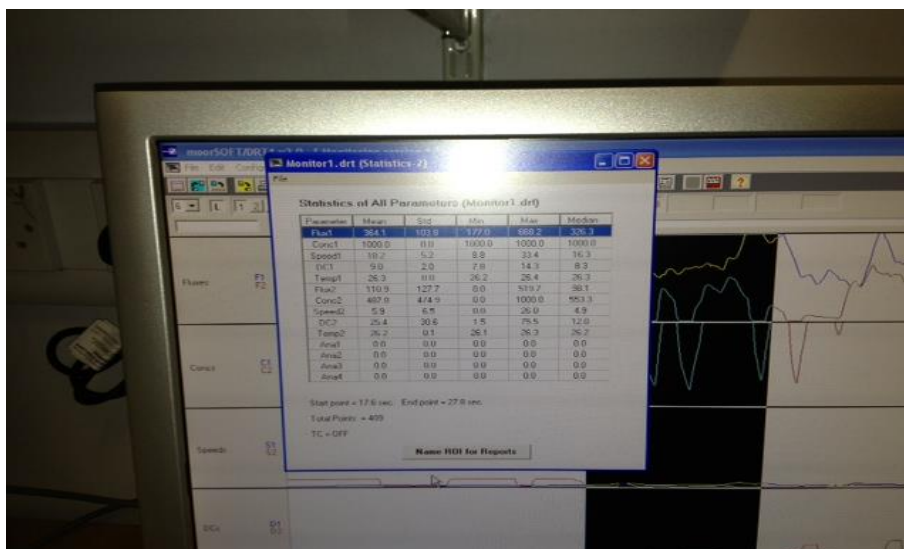 moorSOFT/DRT4
File Edit
Monitor1.drt (Statistics-2)
File
Statistics of All Parameters (Monitor1.drt)
Parameter Mean Std Min Max Median
Flux1 364.1 103.8 177.0 668.2 326.3
Conc1 1000.0 0.0 1000.0 1000.0 1000.0
Speed1 18.2 5.2 8.8 33.4 16.3
DC1 9.0 2.0 7.8 14.3 8.3
Temp1 26.3 0.0 26.2 26.4 26.3
Flux2 110.9 127.7 0.0 519.7 98.1
Conc2 487.8 474.9 0.0 1000.0 553.3
Speed2 5.9 6.5 0.0 26.0 4.9
DC2 25.4 30.6 1.5 79.5 12.0
Temp2 26.2 0.1 26.1 26.3 26.2
Ana1 0.0 0.0 0.0 0.0 0.0
Ana2 0.0 0.0 0.0 0.0 0.0
Ana3 0.0 0.0 0.0 0.0 0.0
Ana4 0.0 0.0 0.0 0.0 0.0
Start point = 17.6 sec. End point = 27.8 sec.
Total Points = 409
TC = OFF
Name ROI for Reports
Fluxes F1
F2
Concs C1
C2
Speeds S1
DCs D1